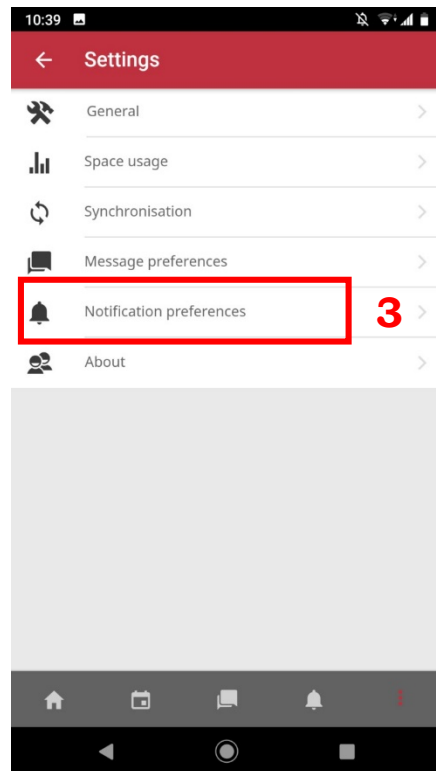 10:39
Settings
General
Space usage
Synchronisation
Message preferences
Notification preferences 3
About